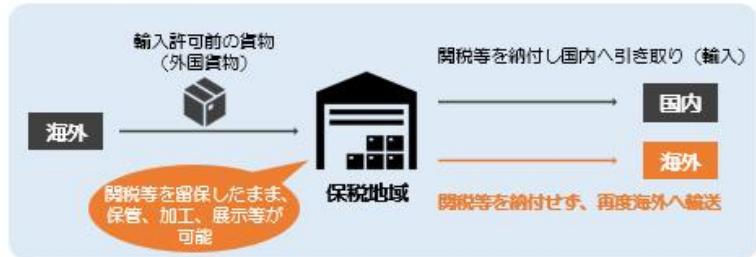 輸入許可前の貨物
（外国貨物）
関税等を納付し国内へ引き取り（輸入）
海外
国内
海外
関税等を留保したまま、
保管、加工、展示等が
可能
保税地域
関税等を納付せず、再度海外へ輸送